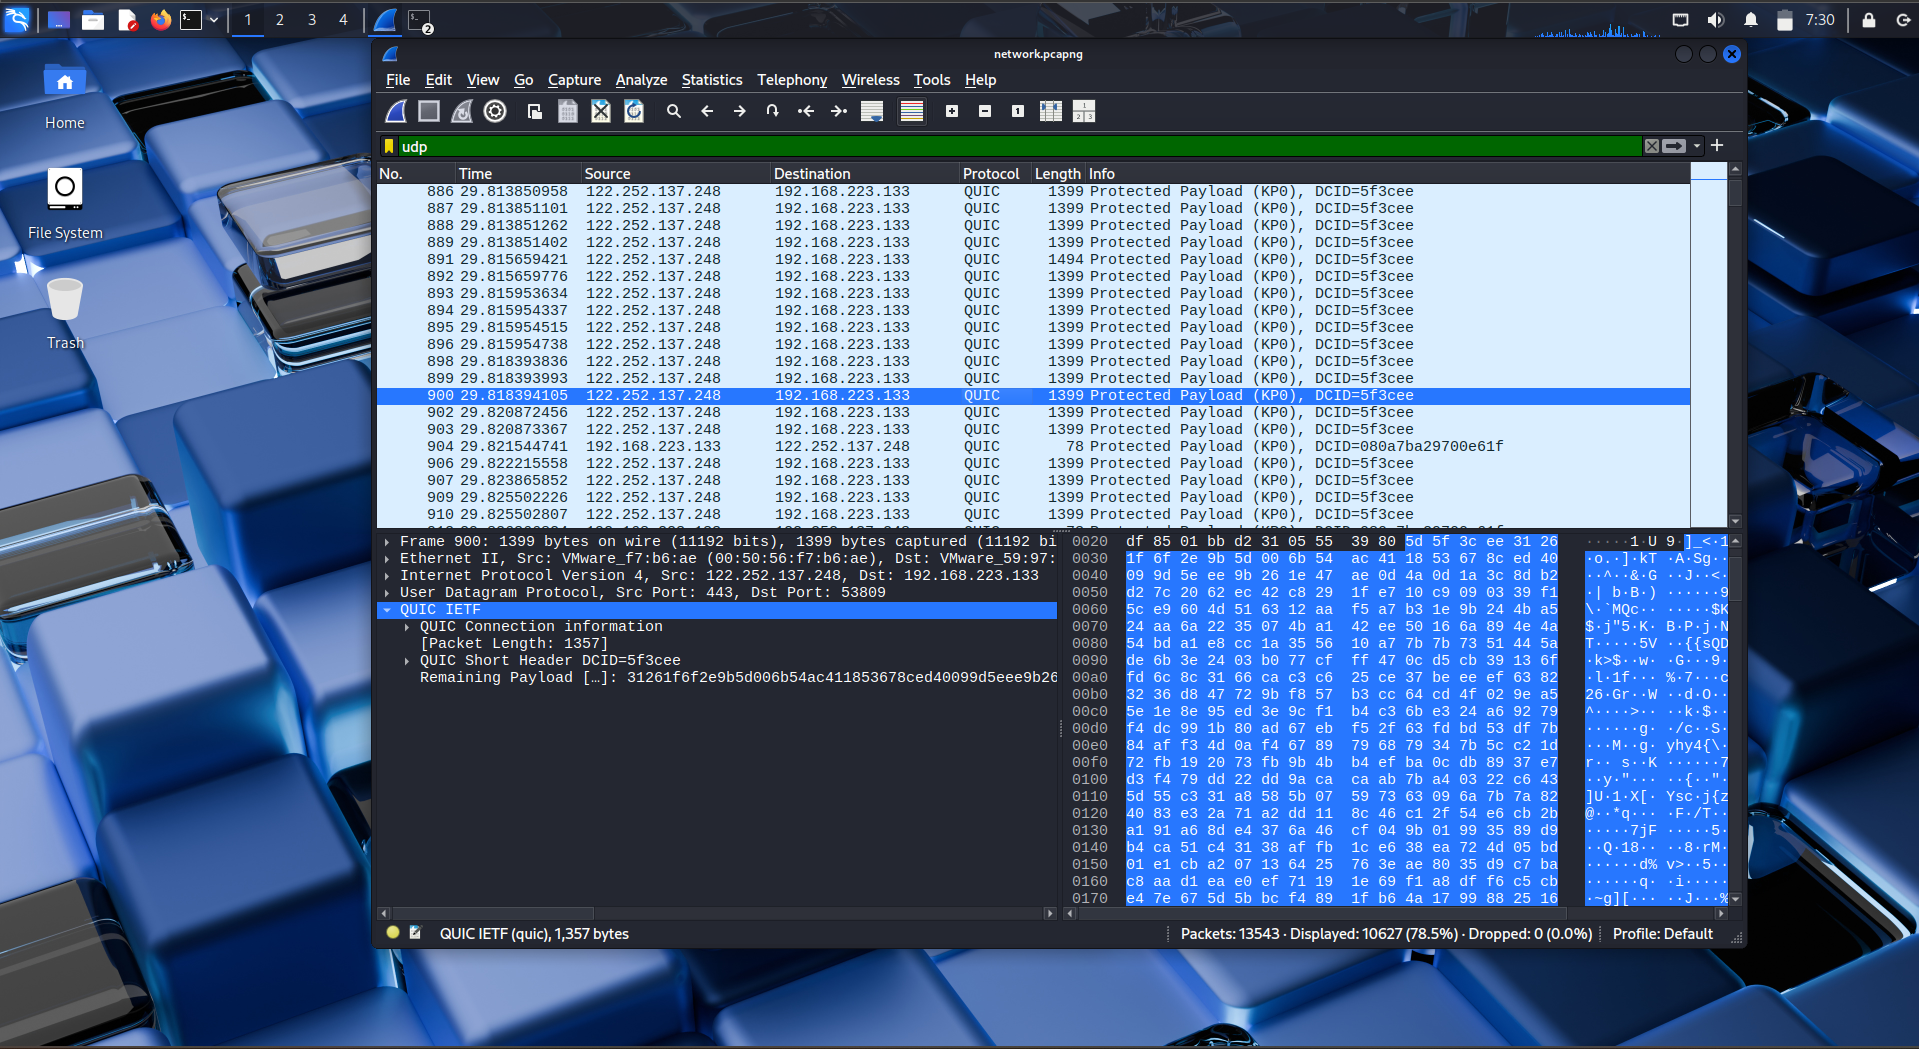 1 2 3 4
2
7:30
Home
File System
Trash
network.pcapng
File Edit View Go Capture Analyze Statistics Telephony Wireless Tools Help
udp
No. Time Source Destination Protocol Length Info
886 29.813850958 122.252.137.248 192.168.223.133 QUIC 1399 Protected Payload (KP0), DCID=5f3cee
887 29.813851101 122.252.137.248 192.168.223.133 QUIC 1399 Protected Payload (KP0), DCID=5f3cee
888 29.813851262 122.252.137.248 192.168.223.133 QUIC 1399 Protected Payload (KP0), DCID=5f3cee
889 29.813851402 122.252.137.248 192.168.223.133 QUIC 1399 Protected Payload (KP0), DCID=5f3cee
891 29.815659421 122.252.137.248 192.168.223.133 QUIC 1494 Protected Payload (KP0), DCID=5f3cee
892 29.815659776 122.252.137.248 192.168.223.133 QUIC 1399 Protected Payload (KP0), DCID=5f3cee
893 29.815953634 122.252.137.248 192.168.223.133 QUIC 1399 Protected Payload (KP0), DCID=5f3cee
894 29.815954337 122.252.137.248 192.168.223.133 QUIC 1399 Protected Payload (KP0), DCID=5f3cee
895 29.815954515 122.252.137.248 192.168.223.133 QUIC 1399 Protected Payload (KP0), DCID=5f3cee
896 29.815954738 122.252.137.248 192.168.223.133 QUIC 1399 Protected Payload (KP0), DCID=5f3cee
898 29.818393836 122.252.137.248 192.168.223.133 QUIC 1399 Protected Payload (KP0), DCID=5f3cee
899 29.818393993 122.252.137.248 192.168.223.133 QUIC 1399 Protected Payload (KP0), DCID=5f3cee
900 29.818394105 122.252.137.248 192.168.223.133 QUIC 1399 Protected Payload (KP0), DCID=5f3cee
902 29.820872456 122.252.137.248 192.168.223.133 QUIC 1399 Protected Payload (KP0), DCID=5f3cee
903 29.820873367 122.252.137.248 192.168.223.133 QUIC 1399 Protected Payload (KP0), DCID=5f3cee
904 29.821544741 192.168.223.133 122.252.137.248 QUIC 78 Protected Payload (KP0), DCID=080a7ba29700e61f
906 29.822215558 122.252.137.248 192.168.223.133 QUIC 1399 Protected Payload (KP0), DCID=5f3cee
907 29.823865852 122.252.137.248 192.168.223.133 QUIC 1399 Protected Payload (KP0), DCID=5f3cee
909 29.825502226 122.252.137.248 192.168.223.133 QUIC 1399 Protected Payload (KP0), DCID=5f3cee
910 29.825502807 122.252.137.248 192.168.223.133 QUIC 1399 Protected Payload (KP0), DCID=5f3cee
Frame 900: 1399 bytes on wire (11192 bits), 1399 bytes captured (11192 bi
Ethernet II, Src: VMware_f7:b6:ae (00:50:56:f7:b6:ae), Dst: VMware_59:97:
Internet Protocol Version 4, Src: 122.252.137.248, Dst: 192.168.223.133
User Datagram Protocol, Src Port: 443, Dst Port: 53809
QUIC IETF
QUIC Connection information
[Packet Length: 1357]
QUIC Short Header DCID=5f3cee
Remaining Payload […]: 31261f6f2e9b5d006b54ac411853678ced40099d5eee9b26
0020 df 85 01 bb d2 31 05 55 39 80 5d 5f 3c ee 31 26 ·····1·U 9·]_<·1
0030 1f 6f 2e 9b 5d 00 6b 54 ac 41 18 53 67 8c ed 40 ·o.·]·kT ·A·Sg··
0040 09 9d 5e ee 9b 26 1e 47 ae 0d 4a 0d 1a 3c 8d b2 ··^··&·G ··J··<·
0050 d2 7c 20 62 ec 42 c8 29 1f e7 10 c9 09 03 39 f1 ·| b·B·) ······9
0060 5c e9 60 4d 51 63 12 aa f5 a7 b3 1e 9b 24 4b a5 \·`MQc·· ·····$K
0070 24 aa 6a 22 35 07 4b a1 42 ee 50 16 6a 89 4e 4a $·j"5·K· B·P·j·N
0080 54 bd a1 e8 cc 1a 35 56 10 a7 7b 7b 73 51 44 5a T·····5V ··{{sQD
0090 de 6b 3e 24 03 b0 77 cf ff 47 0c d5 cb 39 13 6f ·k>$··w· ·G···9·
00a0 fd 6c 8c 31 66 ca c3 c6 25 ce 37 be ee ef 63 82 ·l·1f··· %·7···c
00b0 32 36 d8 47 72 9b f8 57 b3 cc 64 cd 4f 02 9e a5 26·Gr··W ··d·O··
00c0 5e 1e 8e 95 ed 3e 9c f1 b4 c3 6b e3 24 a6 92 79 ^····>·· ··k·$··
00d0 f4 dc 99 1b 80 ad 67 eb f5 2f 63 fd bd 53 df 7b ······g· ·/c··S·
00e0 84 af f3 4d 0a f4 67 89 79 68 79 34 7b 5c c2 1d ···M··g· yhy4{\·
00f0 72 fb 19 20 73 fb 9b 4b b4 ef ba 0c db 89 37 e7 r·· s··K ······7
0100 d3 f4 79 dd 22 dd 9a ca ca ab 7b a4 03 22 c6 43 ··y·"··· ··{··"·
0110 5d 55 c3 31 a8 58 5b 07 59 73 63 09 6a 7b 7a 82 ]U·1·X[· Ysc·j{z
0120 40 83 e3 2a 71 a2 dd 11 8c 46 c1 2f 54 e6 cb 2b @··*q··· ·F·/T··
0130 a1 91 a6 8d e4 37 6a 46 cf 04 9b 01 99 35 89 d9 ·····7jF ·····5·
0140 b4 ca 51 c4 31 38 af fb 1c e6 38 ea 72 4d 05 bd ··Q·18·· ··8·rM·
0150 01 e1 cb a2 07 13 64 25 76 3e ae 80 35 d9 c7 ba ······d% v>··5··
0160 c8 aa d1 ea e0 ef 71 19 1e 69 f1 a8 df f6 c5 cb ······q· ·i·····
0170 e4 7e 67 5d 5b bc f4 89 1f b6 4a 17 99 88 25 16 ·~g][··· ··J···%
QUIC IETF (quic), 1,357 bytes
Packets: 13543 · Displayed: 10627 (78.5%) · Dropped: 0 (0.0%)
Profile: Default